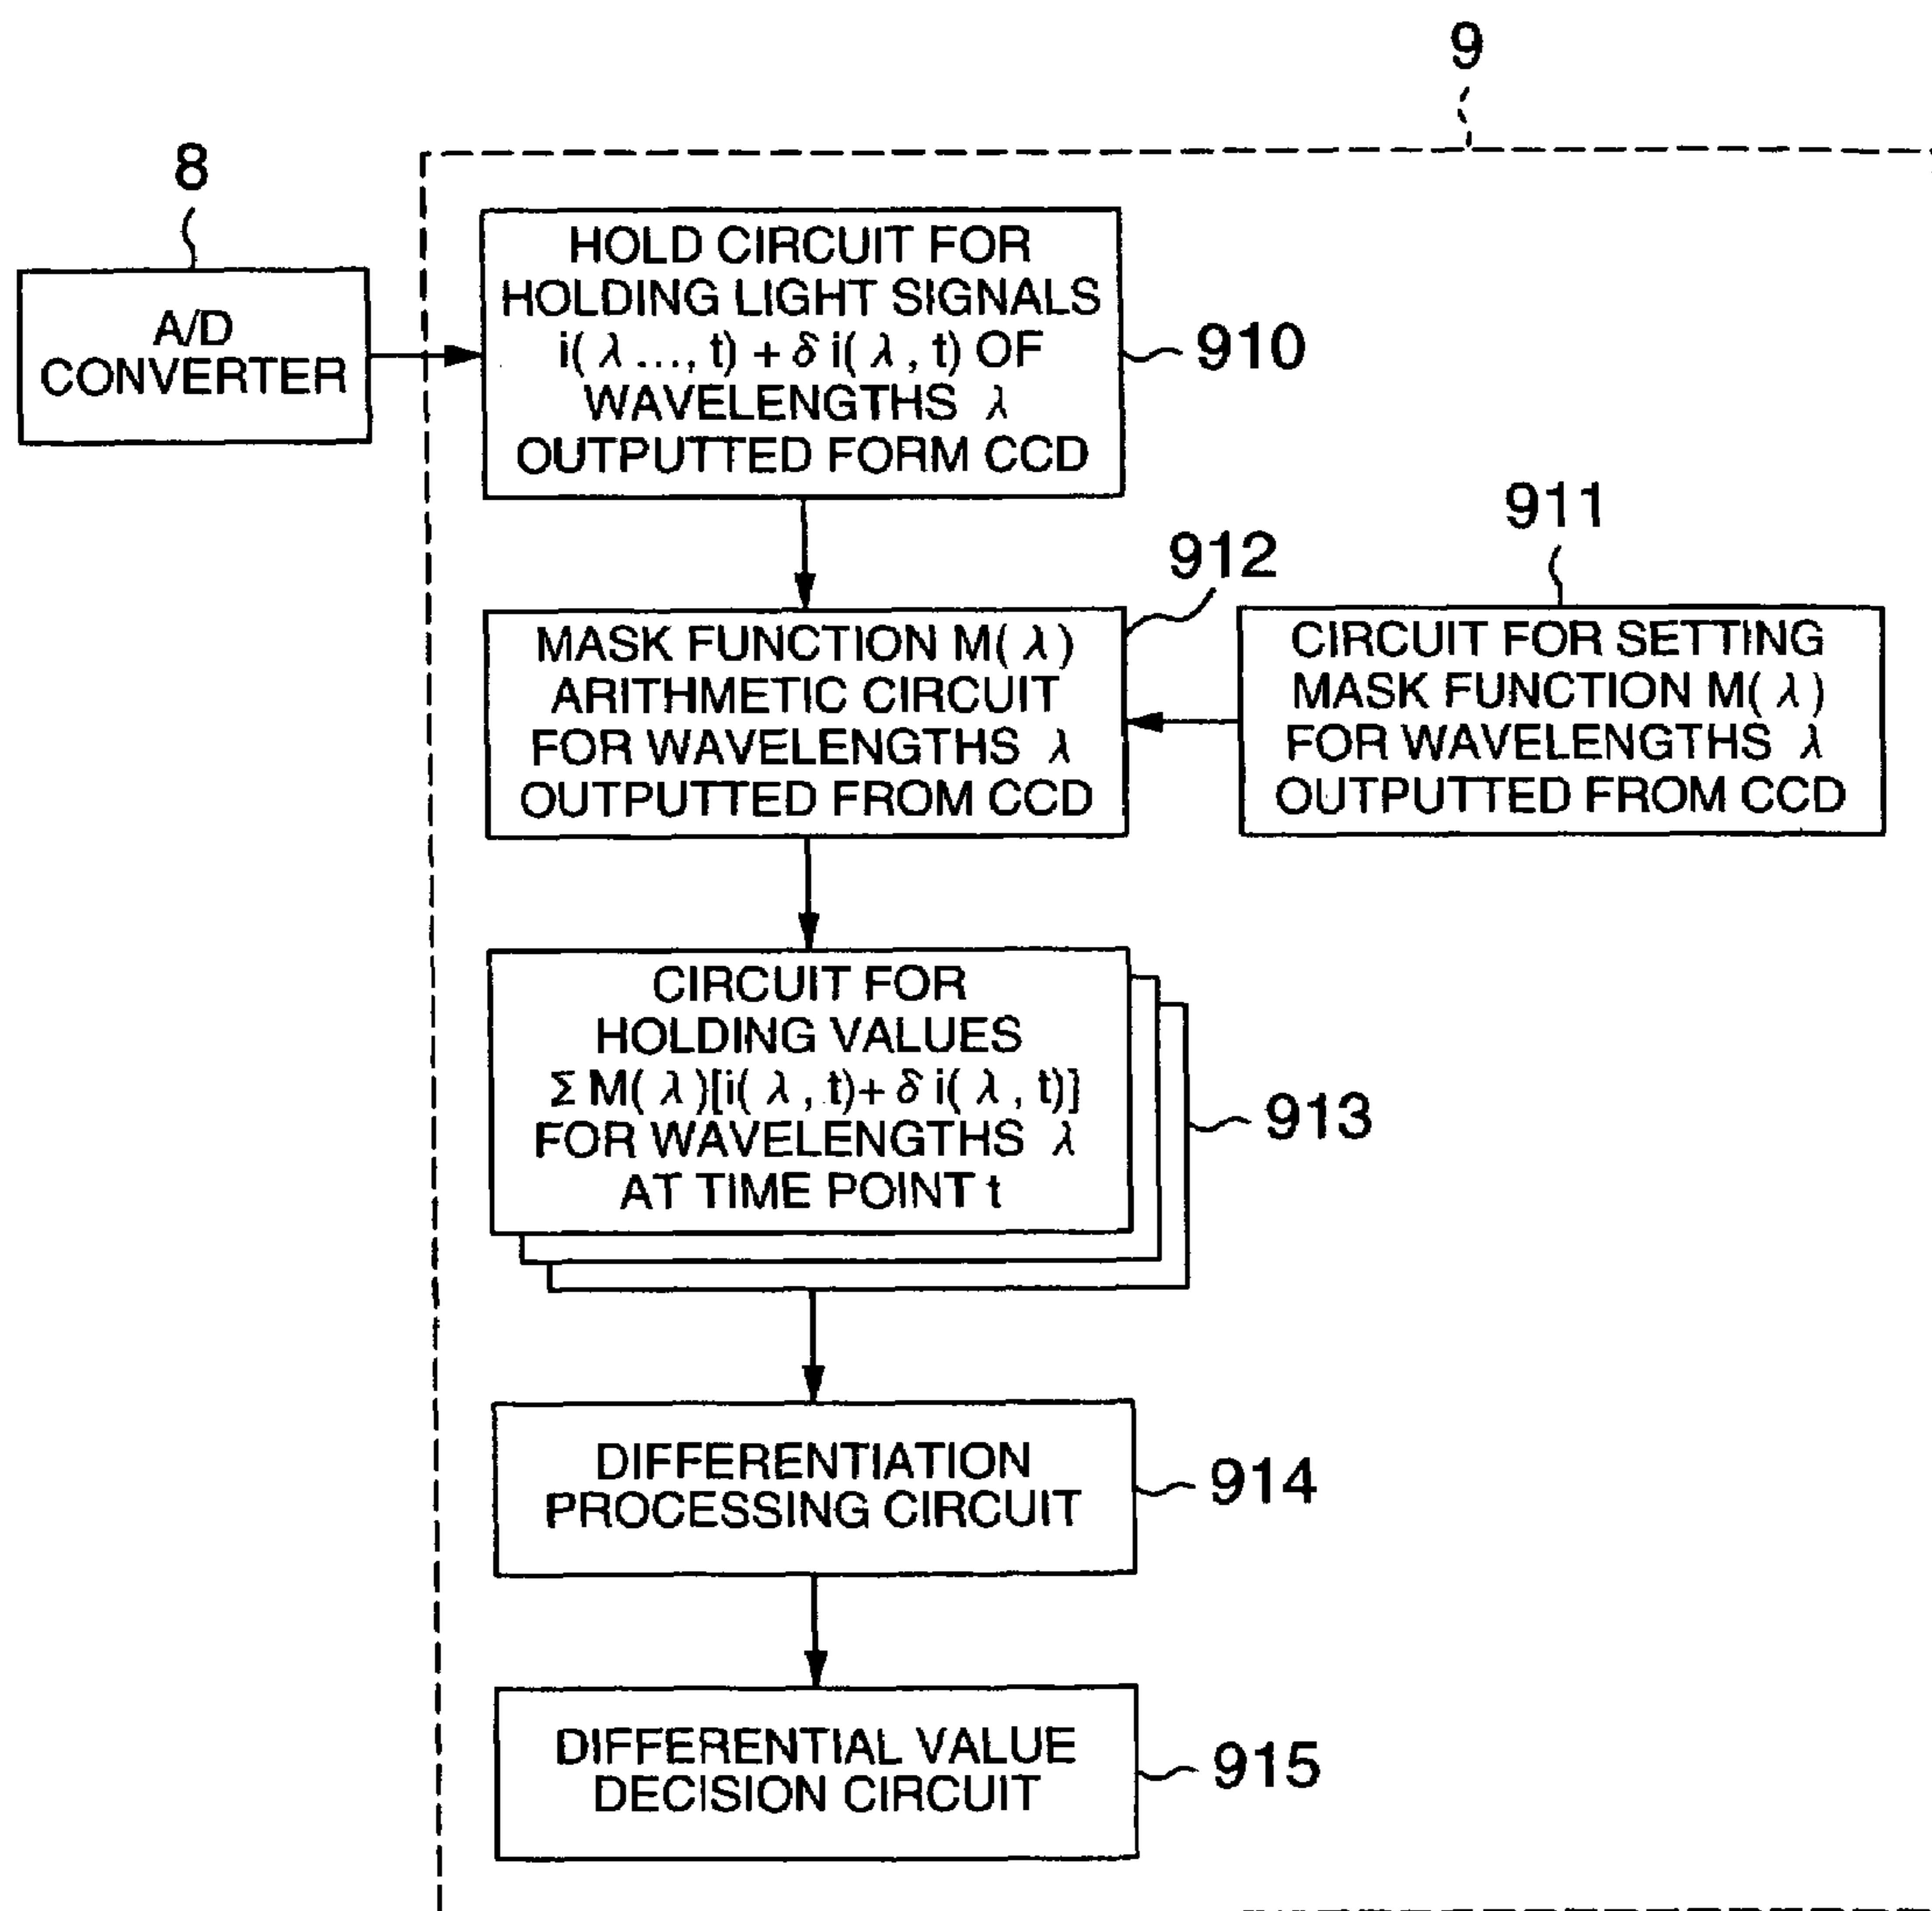 9
8
A/D
CONVERTER
HOLD CIRCUIT FOR
HOLDING LIGHT SIGNALS
i( λ ..., t) + δ i( λ , t) OF
WAVELENGTHS λ
OUTPUTTED FORM CCD
910
911
912
MASK FUNCTION M( λ )
ARITHMETIC CIRCUIT
FOR WAVELENGTHS λ
OUTPUTTED FROM CCD
CIRCUIT FOR SETTING
MASK FUNCTION M( λ )
FOR WAVELENGTHS λ
OUTPUTTED FROM CCD
CIRCUIT FOR
HOLDING VALUES
Σ M( λ )[i( λ , t)+ δ i( λ , t)]
FOR WAVELENGTHS λ
AT TIME POINT t
913
DIFFERENTIATION
PROCESSING CIRCUIT
914
DIFFERENTIAL VALUE
DECISION CIRCUIT
915